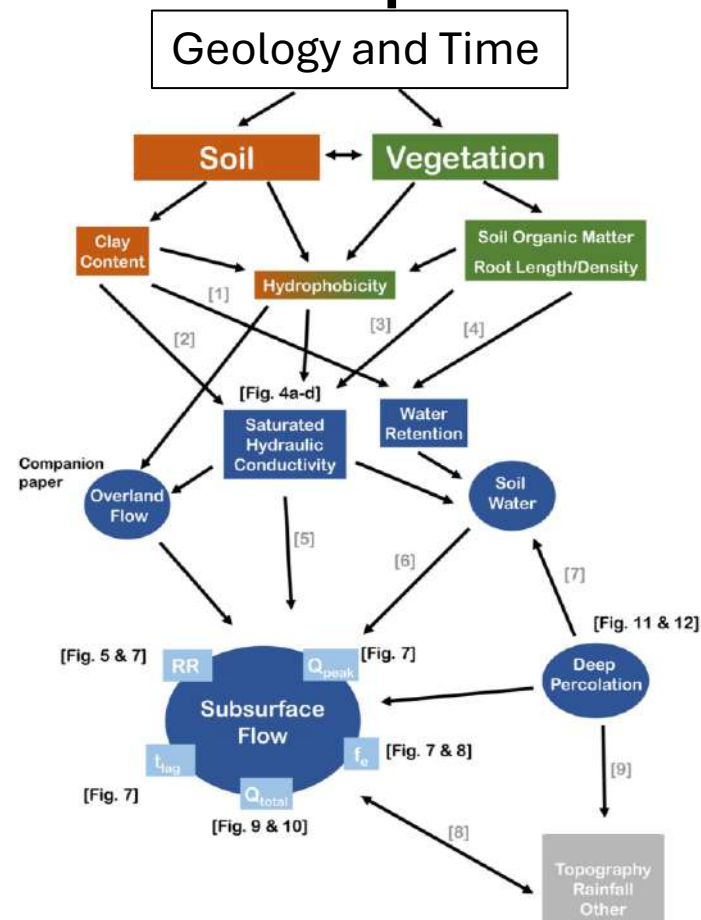 Geology and Time
Soil
Vegetation
Clay
Content
Soil Organic Matter
Root Length/Density
Hydrophobicity
[1]
[2]
[3]
[4]
[Fig. 4a-d]
Saturated
Hydraulic
Conductivity
Water
Retention
Companion
paper
Overland
Flow
Soil
Water
[5]
[6]
[7]
[Fig. 11 & 12]
Deep
Percolation
[Fig. 5 & 7]
RR
Qpeak
[Fig. 7]
Subsurface
Flow
tlag
fe
[Fig. 7 & 8]
[Fig. 7]
Qtotal
[Fig. 9 & 10]
[8]
[9]
Topography
Rainfall
Other